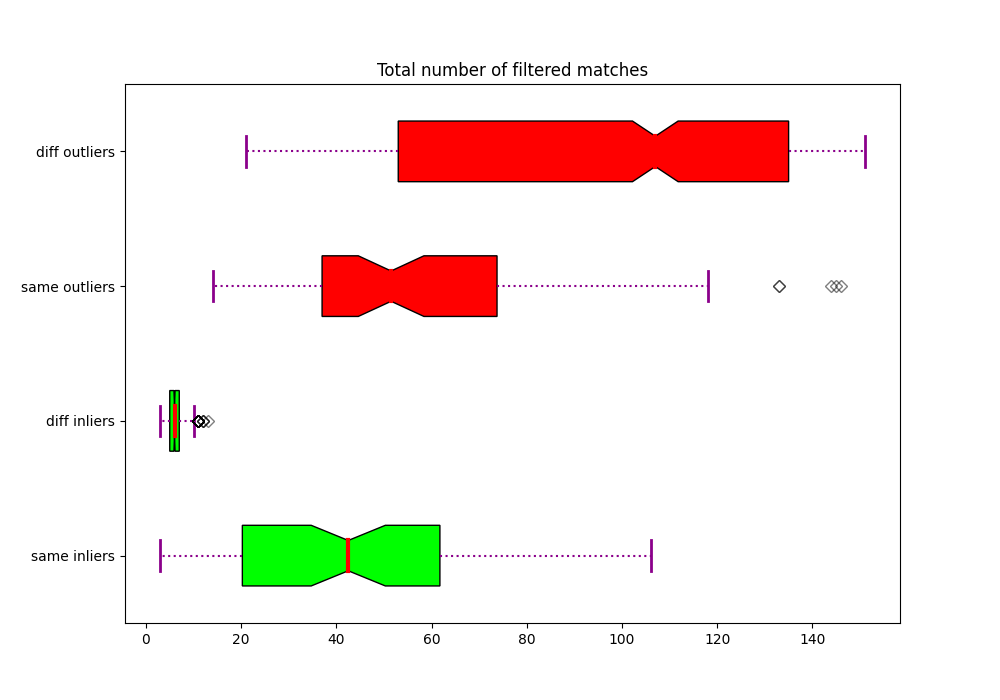 Total number of filtered matches
diff outliers
same outliers
diff inliers
same inliers
0 20 40 60 80 100 120 140